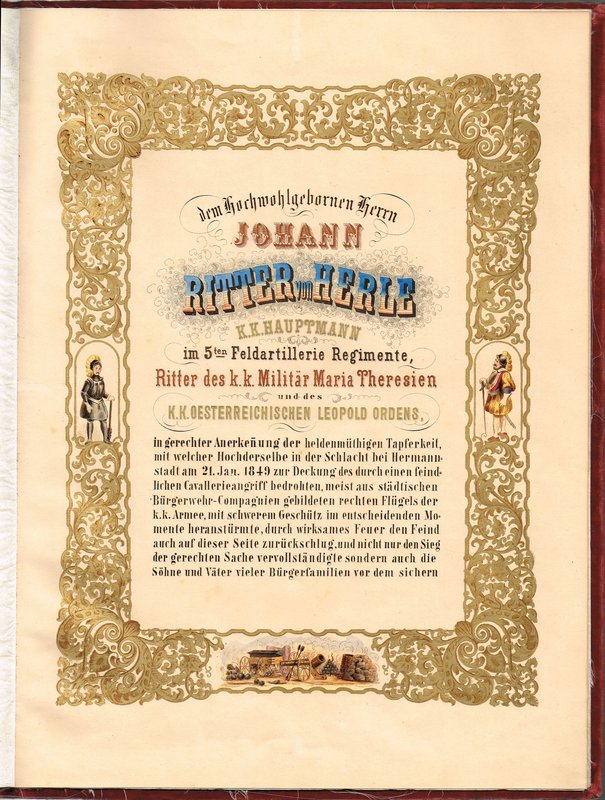 dem Hochwohlgebornen Herrn
JOHANN
RITTER von HERLE
K.K. HAUPTMANN
im 5ten Feldartillerie Regimente,
Ritter des k.k. Militär Maria Theresien
und des
K.K. OESTERREICHISCHEN LEOPOLD ORDENS,
in gerechter Anerkeñung der heldenmüthigen Tapferkeit,
mit welcher Hochderselbe in der Schlacht bei Hermann-
stadt am 21. Jan. 1849 zur Deckung des durch einen feind-
lichen Cavallerieangriff bedrohten, meist aus städtischen
Bürgerwehr-Compagnien gebildeten rechten Flügels der
k.k. Armee, mit schwerem Geschütz im entscheidenden Mo-
mente heranstürmte, durch wirksames Feuer den Feind
auch auf dieser Seite zurückschlug, und nicht nur den Sieg
der gerechten Sache vervollständigte sondern auch die
Söhne und Väter vieler Bürgerfamilien vor dem sichern